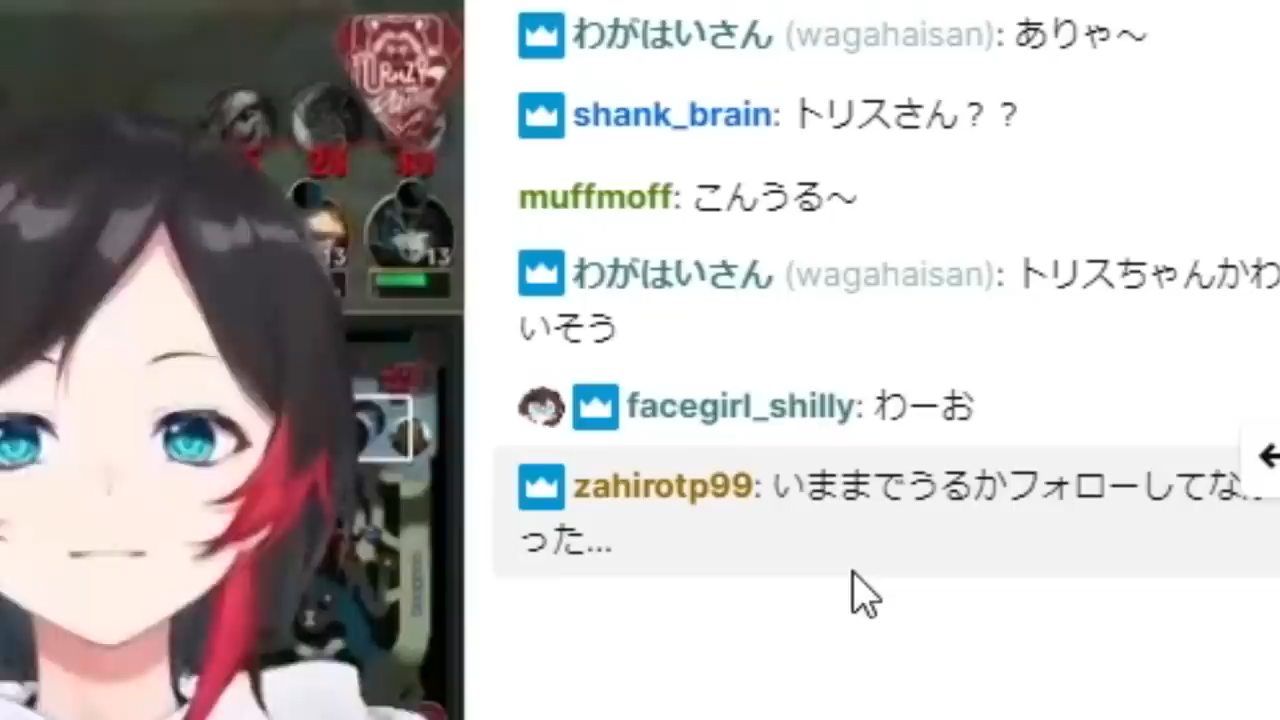 わがはいさん (wagahaisan): ありゃ～
shank_brain: トリスさん？？
muffmoff: こんうる～
わがはいさん (wagahaisan): トリスちゃんかわ
いそう
facegirl_shilly: わーお
zahirotp99: いままでうるかフォローしてな
った...
13
13